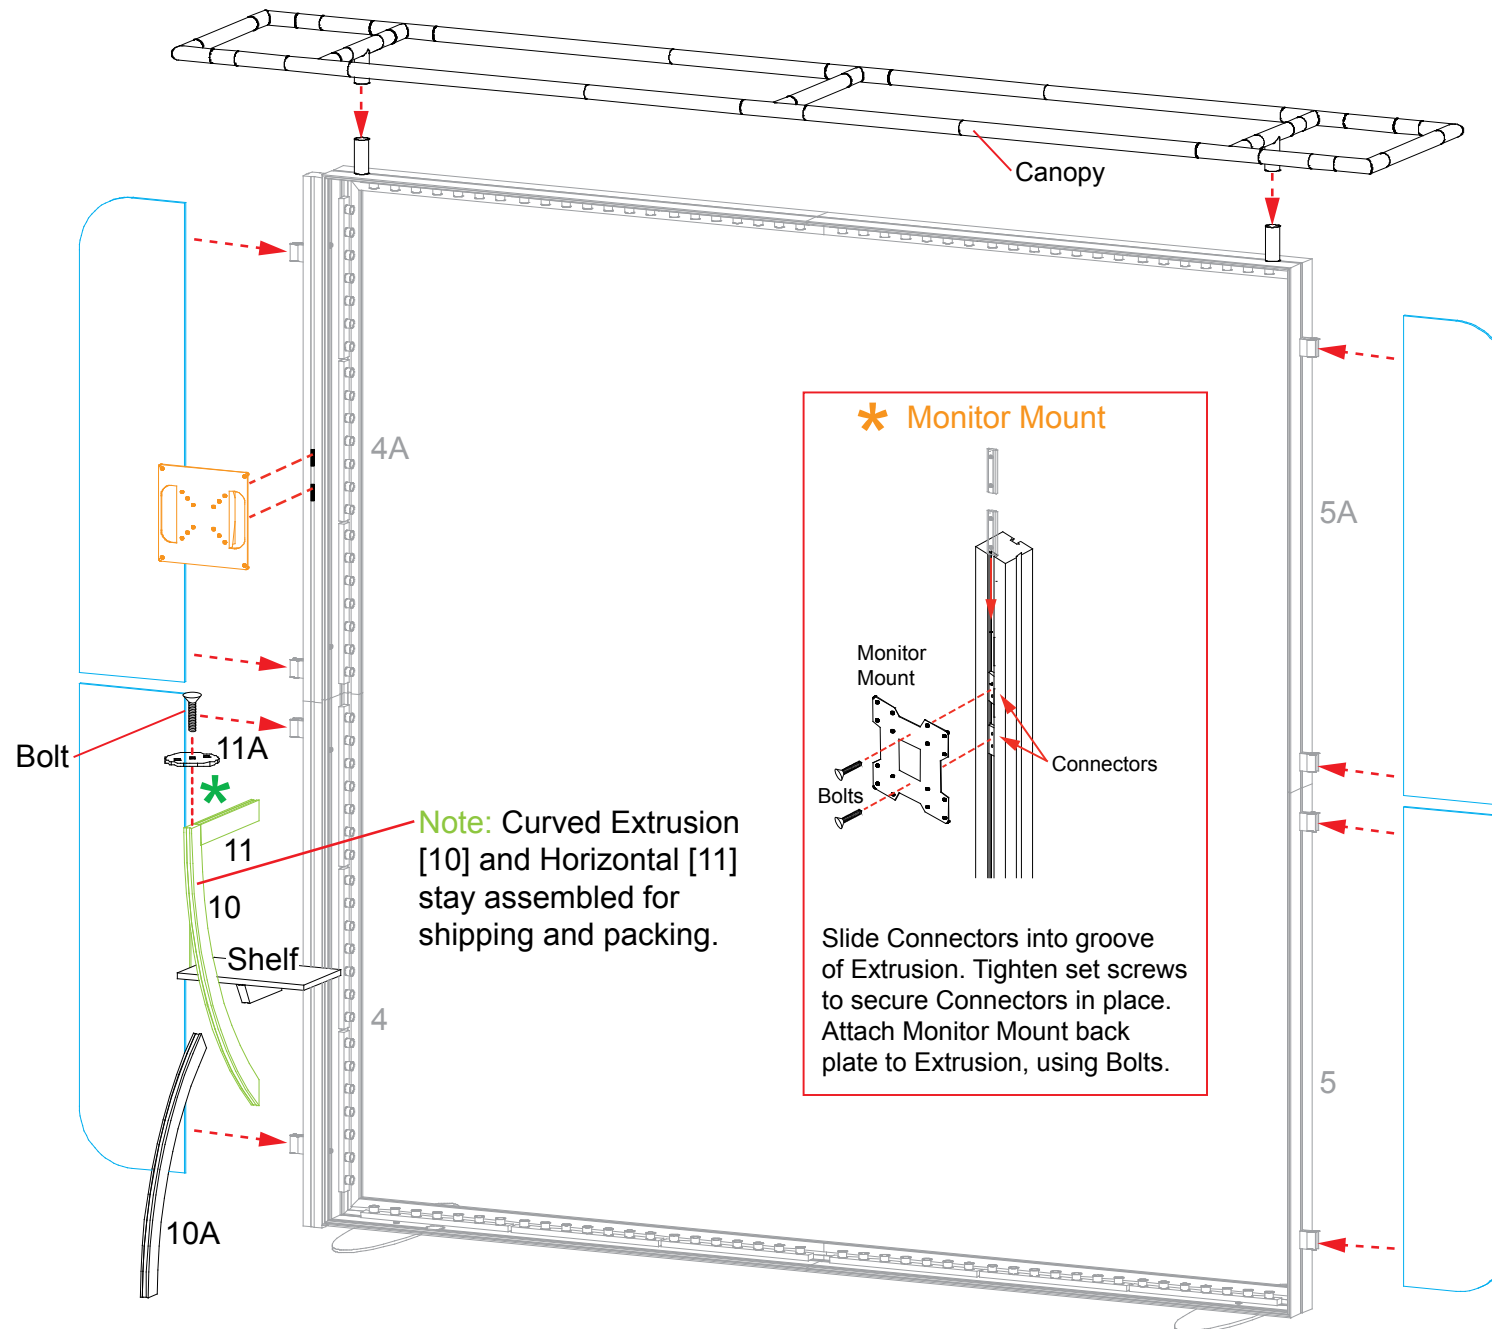 Canopy
4A
* Monitor Mount
5A
Monitor
Mount
Connectors
Bolts
Bolt
11A
*
11
10
Note: Curved Extrusion
[10] and Horizontal [11]
stay assembled for
shipping and packing.
Shelf
Slide Connectors into groove
of Extrusion. Tighten set screws
to secure Connectors in place.
Attach Monitor Mount back
plate to Extrusion, using Bolts.
4
5
10A